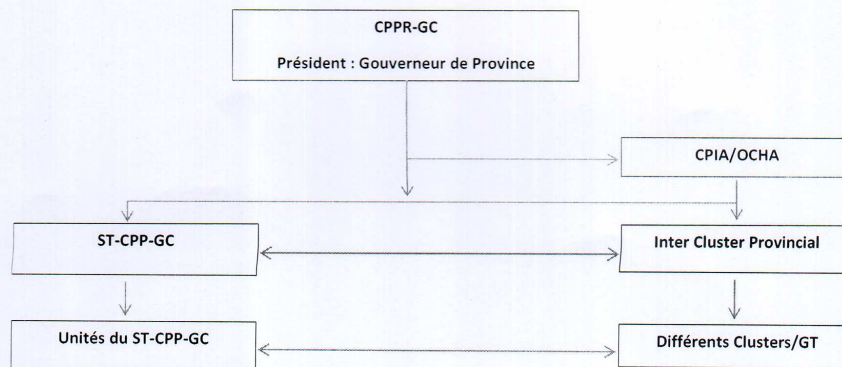 CPPR-GC
Président : Gouverneur de Province
CPIA/OCHA
ST-CPP-GC
Inter Cluster Provincial
Unités du ST-CPP-GC
Différents Clusters/GT